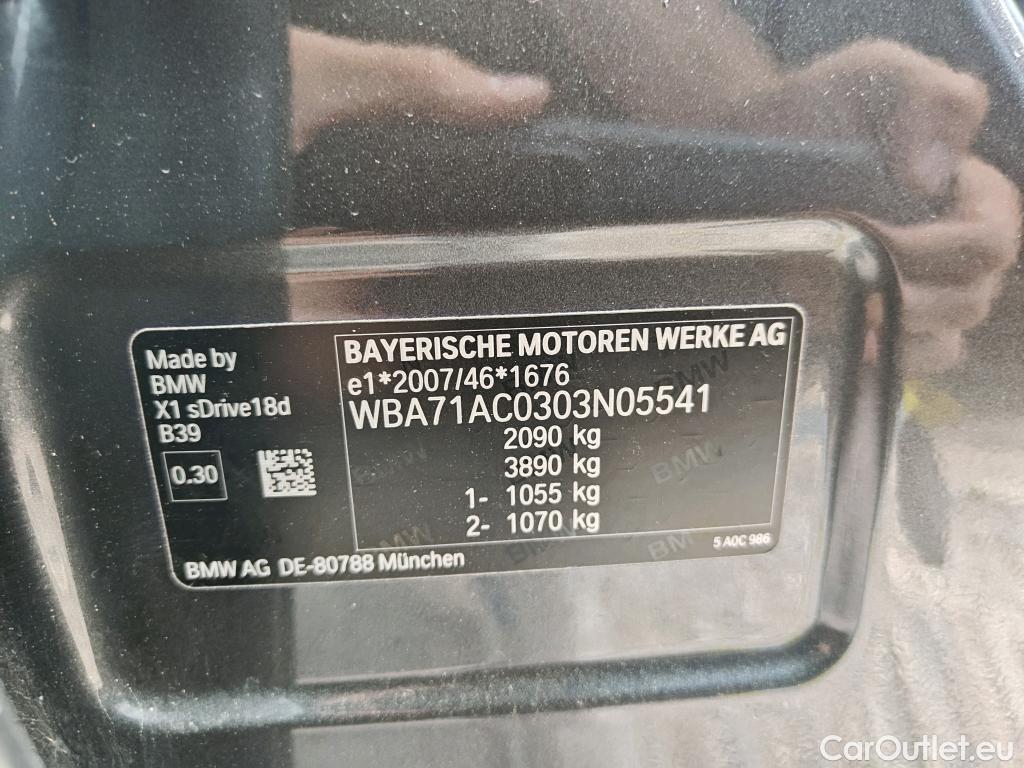 Made by
BMW
X1 sDrive18d
B39
0.30
BAYERISCHE MOTOREN WERKE AG
e1*2007/46*1676
WBA71AC0303N05541
2090 kg
3890 kg
1- 1055 kg
2- 1070 kg
5 A0C 986
BMW AG DE-80788 München
CarOutlet.eu